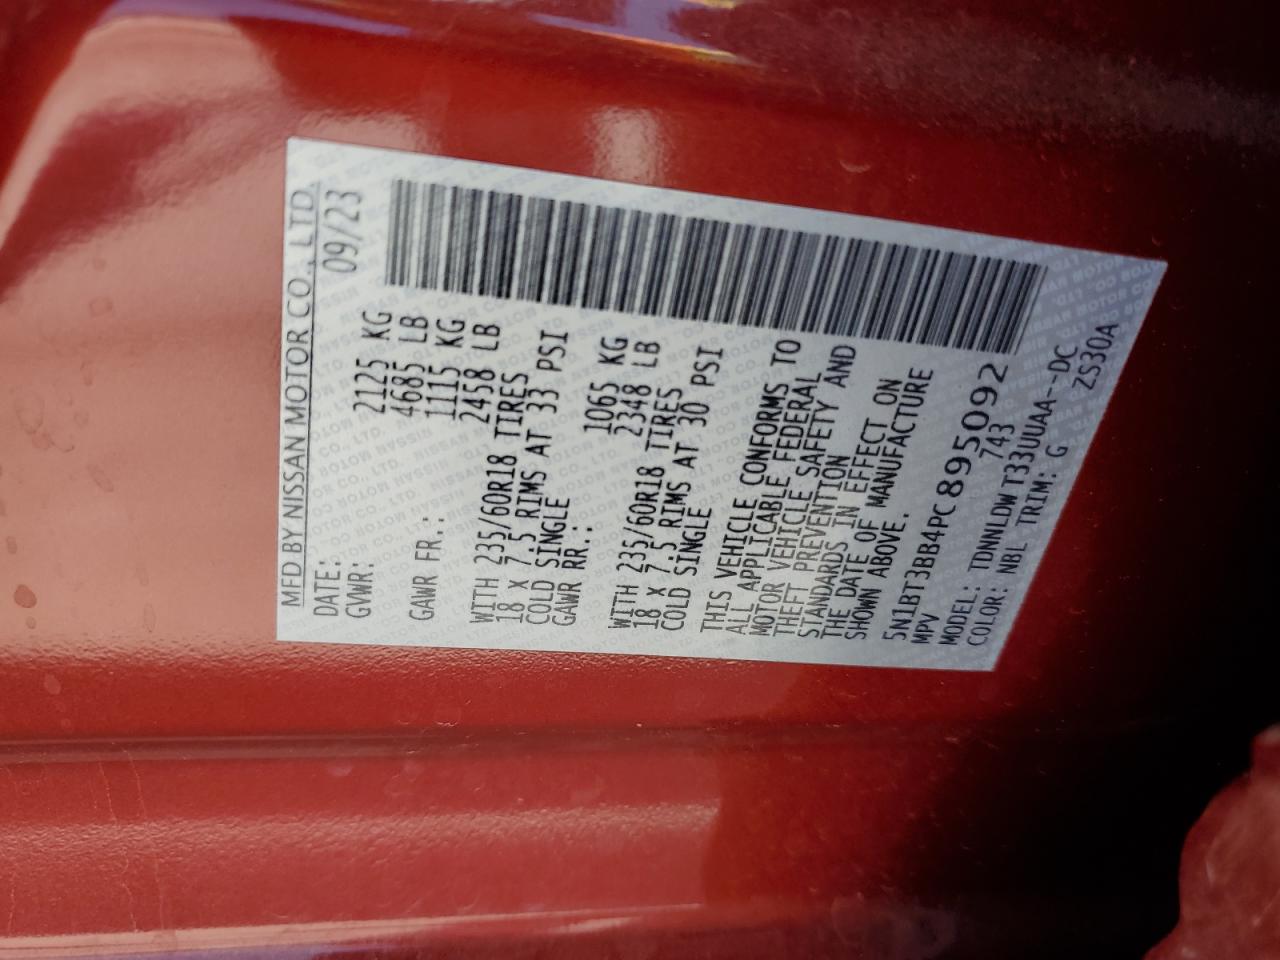 MFD BY NISSAN MOTOR CO., LTD.
DATE: 09/23
GVWR: 2125 KG
4685 LB
GAWR FR.: 1115 KG
2458 LB
WITH 235/60R18 TIRES
18 X 7.5 RIMS AT 33 PSI
COLD SINGLE
GAWR RR.: 1065 KG
2348 LB
WITH 235/60R18 TIRES
18 X 7.5 RIMS AT 30 PSI
COLD SINGLE
THIS VEHICLE CONFORMS TO
ALL APPLICABLE FEDERAL
MOTOR VEHICLE SAFETY AND
THEFT PREVENTION
STANDARDS IN EFFECT ON
THE DATE OF MANUFACTURE
SHOWN ABOVE.
5N1BT3BB4PC895092
MPV 743
MODEL: TDNNLDWT33UUAA--DC
COLOR: NBL TRIM: G ZS30A